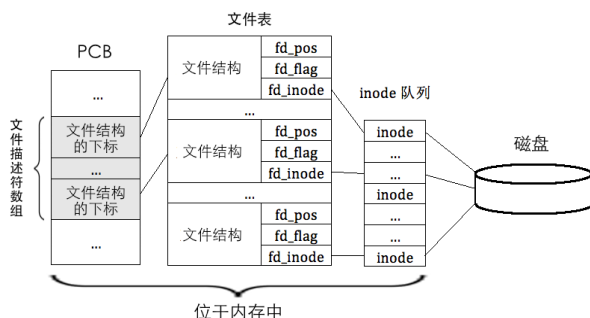 文件表
PCB
...
文件描述符数组
文件结构
的下标
...
文件结构
的下标
...
文件结构
fd_pos
fd_flag
fd_inode
...
文件结构
fd_pos
fd_flag
fd_inode
...
文件结构
fd_pos
fd_flag
fd_inode
inode 队列
inode
...
...
inode
...
...
inode
磁盘
位于内存中